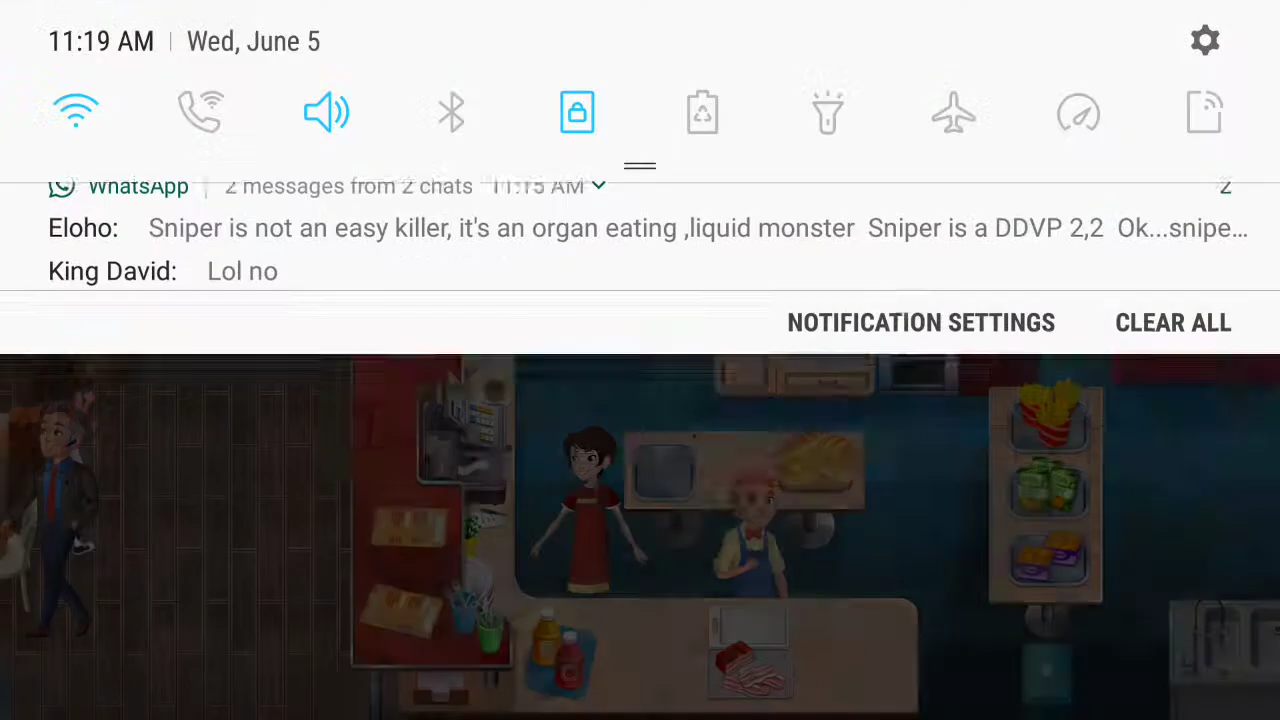 11:19 AM | Wed, June 5
WhatsApp | 2 messages from 2 chats AM 2
Eloho: Sniper is not an easy killer, it's an organ eating ,liquid monster Sniper is a DDVP 2,2 Ok...snipe...
King David: Lol no
NOTIFICATION SETTINGS CLEAR ALL